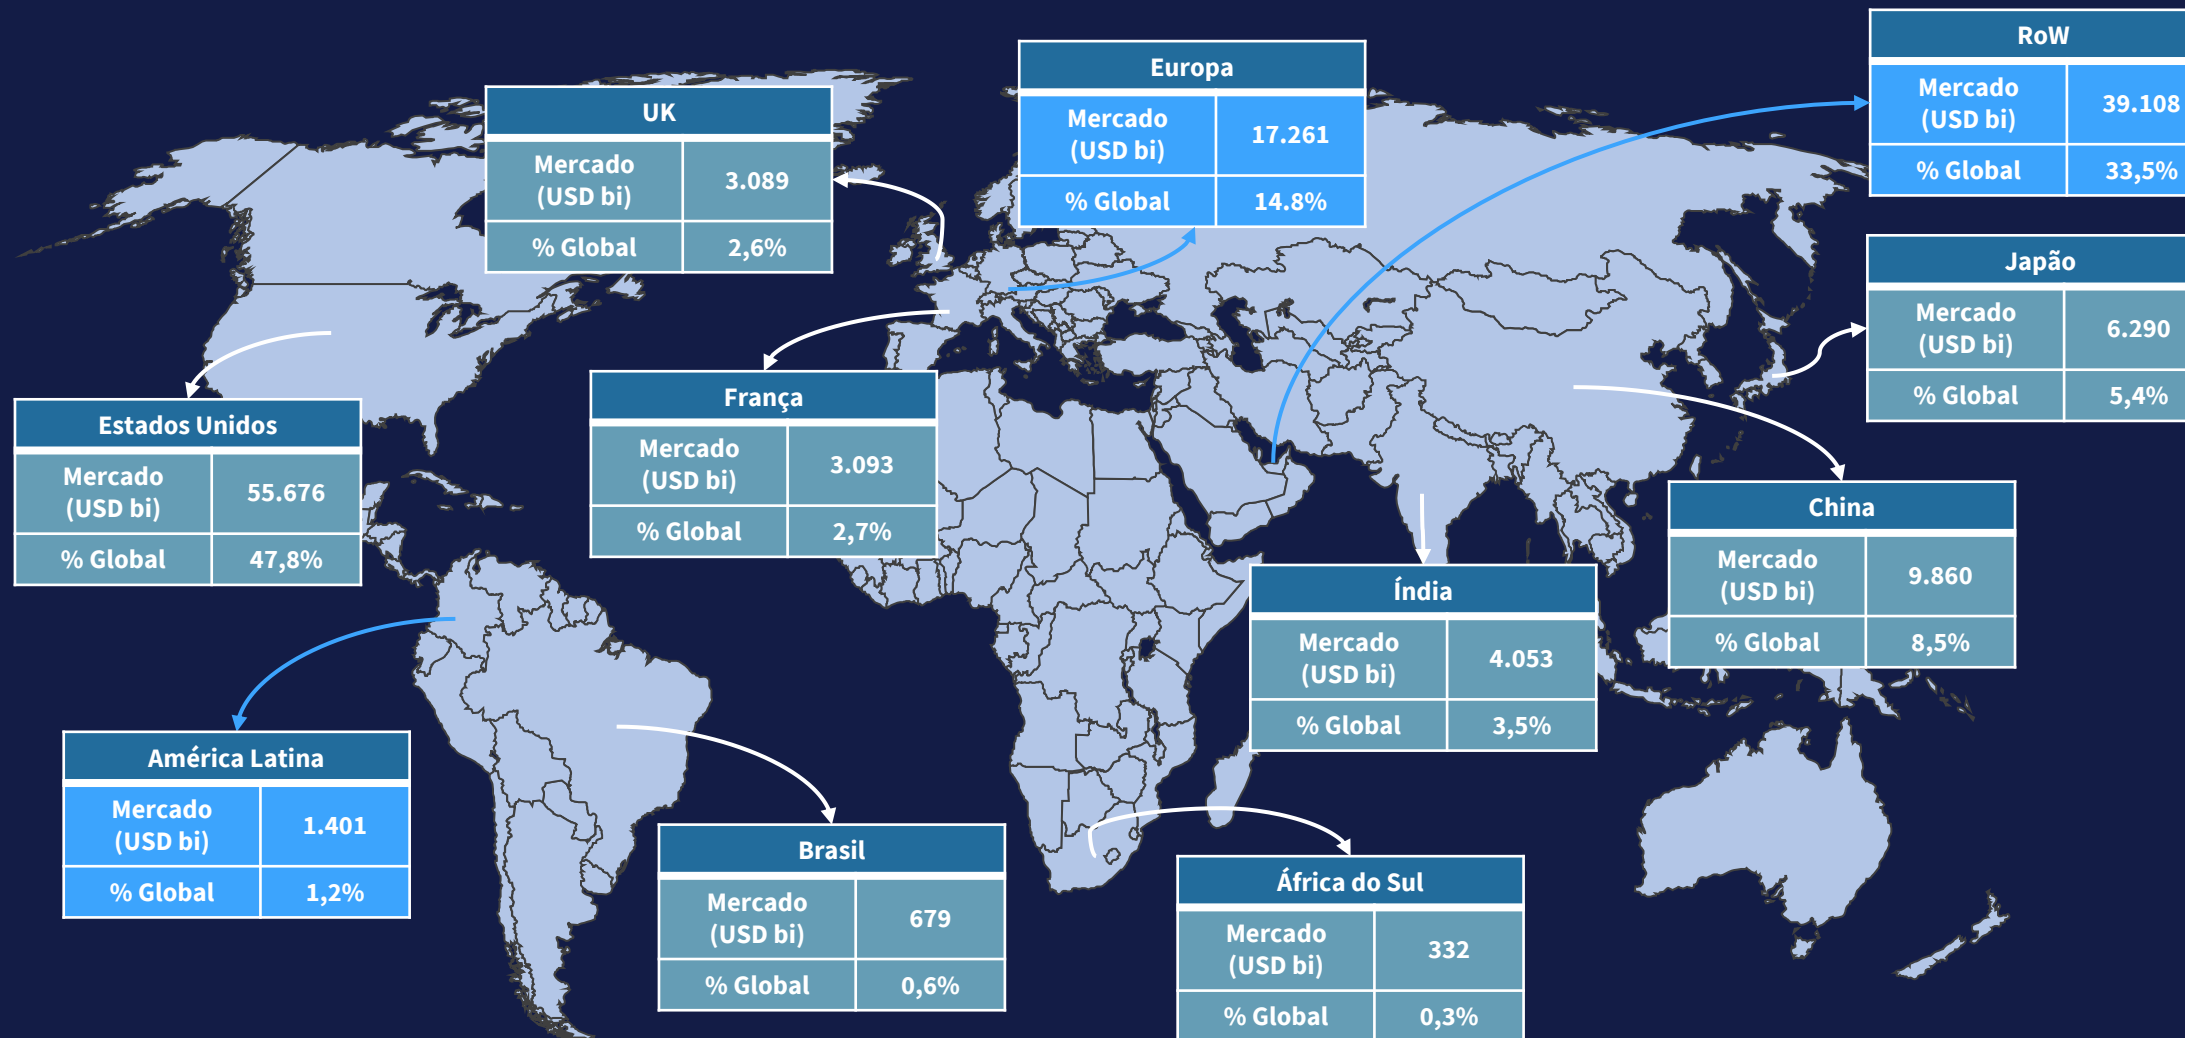 RoW
Mercado
(USD bi)
39.108
% Global
33,5%
Europa
Mercado
(USD bi)
17.261
% Global
14.8%
UK
Mercado
(USD bi)
3.089
% Global
2,6%
Japão
Mercado
(USD bi)
6.290
% Global
5,4%
França
Mercado
(USD bi)
3.093
% Global
2,7%
Estados Unidos
Mercado
(USD bi)
55.676
% Global
47,8%
China
Mercado
(USD bi)
9.860
% Global
8,5%
Índia
Mercado
(USD bi)
4.053
% Global
3,5%
América Latina
Mercado
(USD bi)
1.401
% Global
1,2%
Brasil
Mercado
(USD bi)
679
% Global
0,6%
África do Sul
Mercado
(USD bi)
332
% Global
0,3%